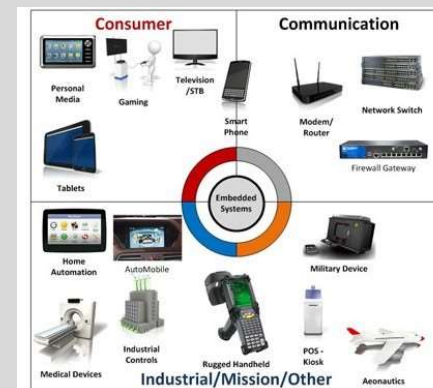 Consumer
Communication
Personal
Media
Gaming
Television
/STB
Smart
Phone
Tablets
Modem/
Router
Network Switch
Firewall Gateway
Embedded
Systems
Home
Automation
AutoMobile
Military Device
Medical Devices
Industrial
Controls
Rugged Handheld
POS -
Kiosk
Aeonautics
Industrial/Mission/Other